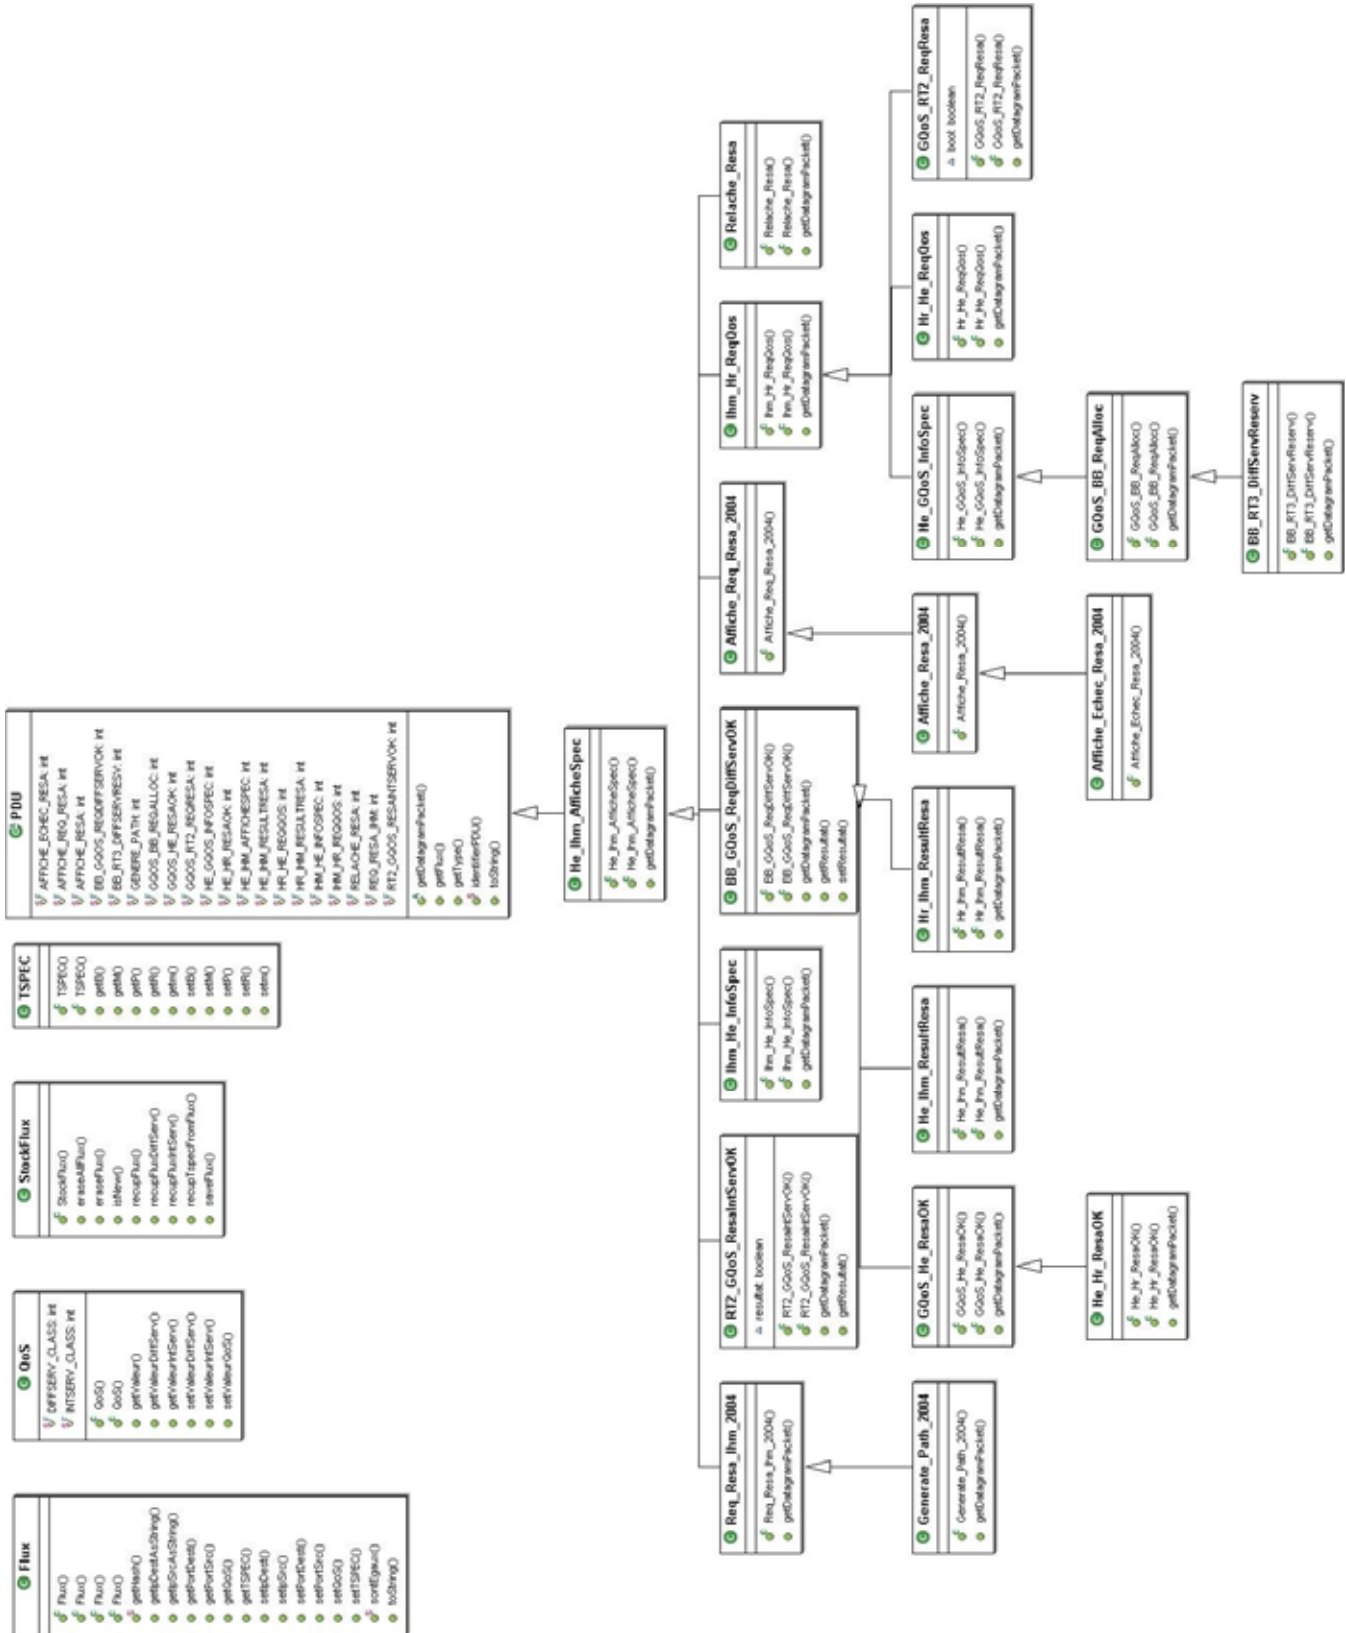 Flux
Flux()
Flux()
Flux()
Flux()
getHash()
getIpDestAsString()
getIpSrcAsString()
getPortDest()
getPortSrc()
getQoS()
getTSPEC()
setIpDest()
setIpSrc()
setPortDest()
setPortSrc()
setQoS()
setTSPEC()
sontEgaux()
toString()
QoS
DIFFSERV_CLASS: int
INTSERV_CLASS: int
QoS()
QoS()
getValeur()
getValeurDiffServ()
getValeurIntServ()
setValeurDiffServ()
setValeurIntServ()
setValeurQoS()
StockFlux
StockFlux()
eraseAllFlux()
eraseFlux()
isNew()
recupFlux()
recupFluxDiffServ()
recupFluxIntServ()
recupTspecFromFlux()
saveFlux()
TSPEC
TSPEC()
TSPEC()
getB()
getM()
getP()
getR()
getm()
setB()
setM()
setP()
setR()
setm()
PDU
AFFICHE_ECHEC_RESA: int
AFFICHE_REQ_RESA: int
AFFICHE_RESA: int
BB_GQOS_REQDIFFSERVOK: int
BB_RT3_DIFFSERVRESV: int
GENERE_PATH: int
GQOS_BB_REQALLOC: int
GQOS_HE_RESAOK: int
GQOS_RT2_REQRESA: int
HE_GQOS_INFOSPEC: int
HE_HR_RESAOK: int
HE_IHM_AFFICHESPEC: int
HE_IHM_RESULTRESA: int
HR_HE_REQQOS: int
HR_IHM_RESULTRESA: int
IHM_HE_INFOSPEC: int
IHM_HR_REQQOS: int
RELACHE_RESA: int
REQ_RESA_IHM: int
RT2_GQOS_RESAINTSERVOK: int
getDatagramPacket()
getFlux()
getType()
identifierPDU()
toString()
He_Ihm_AfficheSpec
He_Ihm_AfficheSpec()
He_Ihm_AfficheSpec()
getDatagramPacket()
Req_Resa_Ihm_2004
Req_Resa_Ihm_2004()
getDatagramPacket()
RT2_GQoS_ResaIntServOK
resultat: boolean
RT2_GQoS_ResaIntServOK()
RT2_GQoS_ResaIntServOK()
getDatagramPacket()
getResultat()
Ihm_He_InfoSpec
Ihm_He_InfoSpec()
Ihm_He_InfoSpec()
getDatagramPacket()
BB_GQoS_ReqDiffServOK
BB_GQoS_ReqDiffServOK()
BB_GQoS_ReqDiffServOK()
getDatagramPacket()
getResultat()
setResultat()
Affiche_Req_Resa_2004
Affiche_Req_Resa_2004()
Ihm_Hr_ReqQos
Ihm_Hr_ReqQos()
Ihm_Hr_ReqQos()
getDatagramPacket()
Relache_Resa
Relache_Resa()
Relache_Resa()
getDatagramPacket()
Generate_Path_2004
Generate_Path_2004()
getDatagramPacket()
GQoS_He_ResaOK
GQoS_He_ResaOK()
GQoS_He_ResaOK()
getDatagramPacket()
He_Ihm_ResultResa
He_Ihm_ResultResa()
He_Ihm_ResultResa()
getDatagramPacket()
Hr_Ihm_ResultResa
Hr_Ihm_ResultResa()
Hr_Ihm_ResultResa()
getDatagramPacket()
Affiche_Resa_2004
Affiche_Resa_2004()
He_GQoS_InfoSpec
He_GQoS_InfoSpec()
He_GQoS_InfoSpec()
getDatagramPacket()
Hr_He_ReqQos
Hr_He_ReqQos()
Hr_He_ReqQos()
getDatagramPacket()
GQoS_RT2_ReqResa
bool: boolean
GQoS_RT2_ReqResa()
GQoS_RT2_ReqResa()
getDatagramPacket()
He_Hr_ResaOK
He_Hr_ResaOK()
He_Hr_ResaOK()
getDatagramPacket()
Affiche_Echec_Resa_2004
Affiche_Echec_Resa_2004()
GQoS_BB_ReqAlloc
GQoS_BB_ReqAlloc()
GQoS_BB_ReqAlloc()
getDatagramPacket()
BB_RT3_DiffServReserv
BB_RT3_DiffServReserv()
BB_RT3_DiffServReserv()
getDatagramPacket()